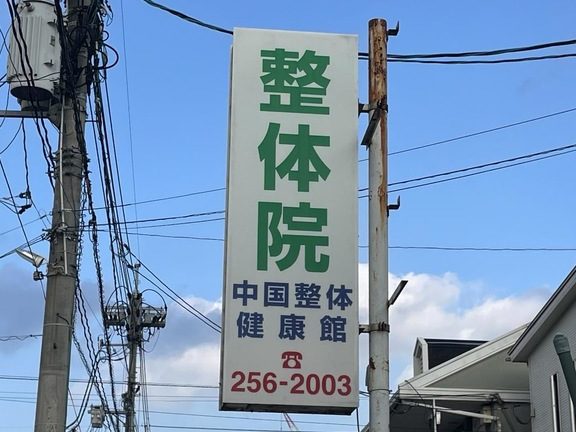 整体院
中国整体
健康館
☎
256-2003